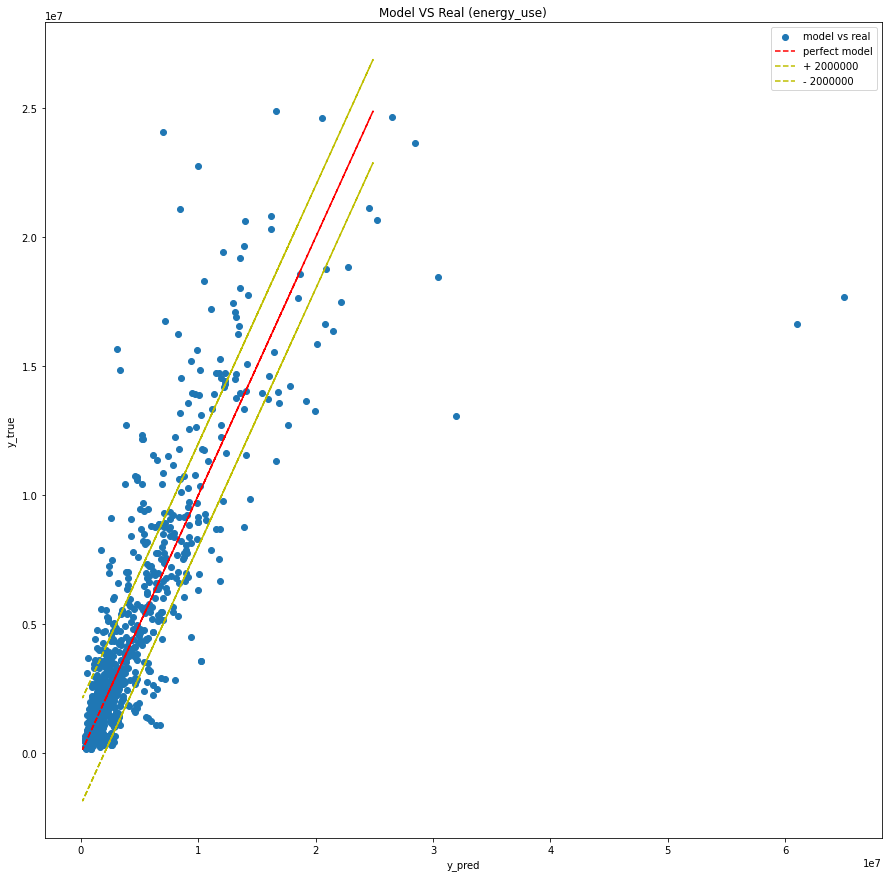 Model VS Real (energy_use)
1e7
model vs real
perfect model
+ 2000000
- 2000000
2.5
2.0
1.5
1.0
0.5
0.0
y_true
0 1 2 3 4 5 6
1e7
y_pred